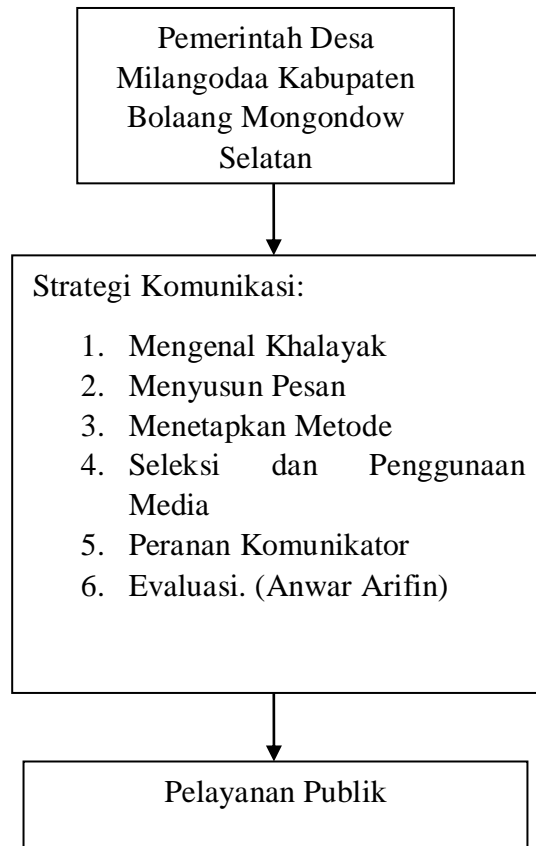 Pemerintah Desa
Milangodaa Kabupaten
Bolaang Mongondow
Selatan
Strategi Komunikasi:
1. Mengenal Khalayak
2. Menyusun Pesan
3. Menetapkan Metode
4. Seleksi dan Penggunaan
Media
5. Peranan Komunikator
6. Evaluasi. (Anwar Arifin)
Pelayanan Publik